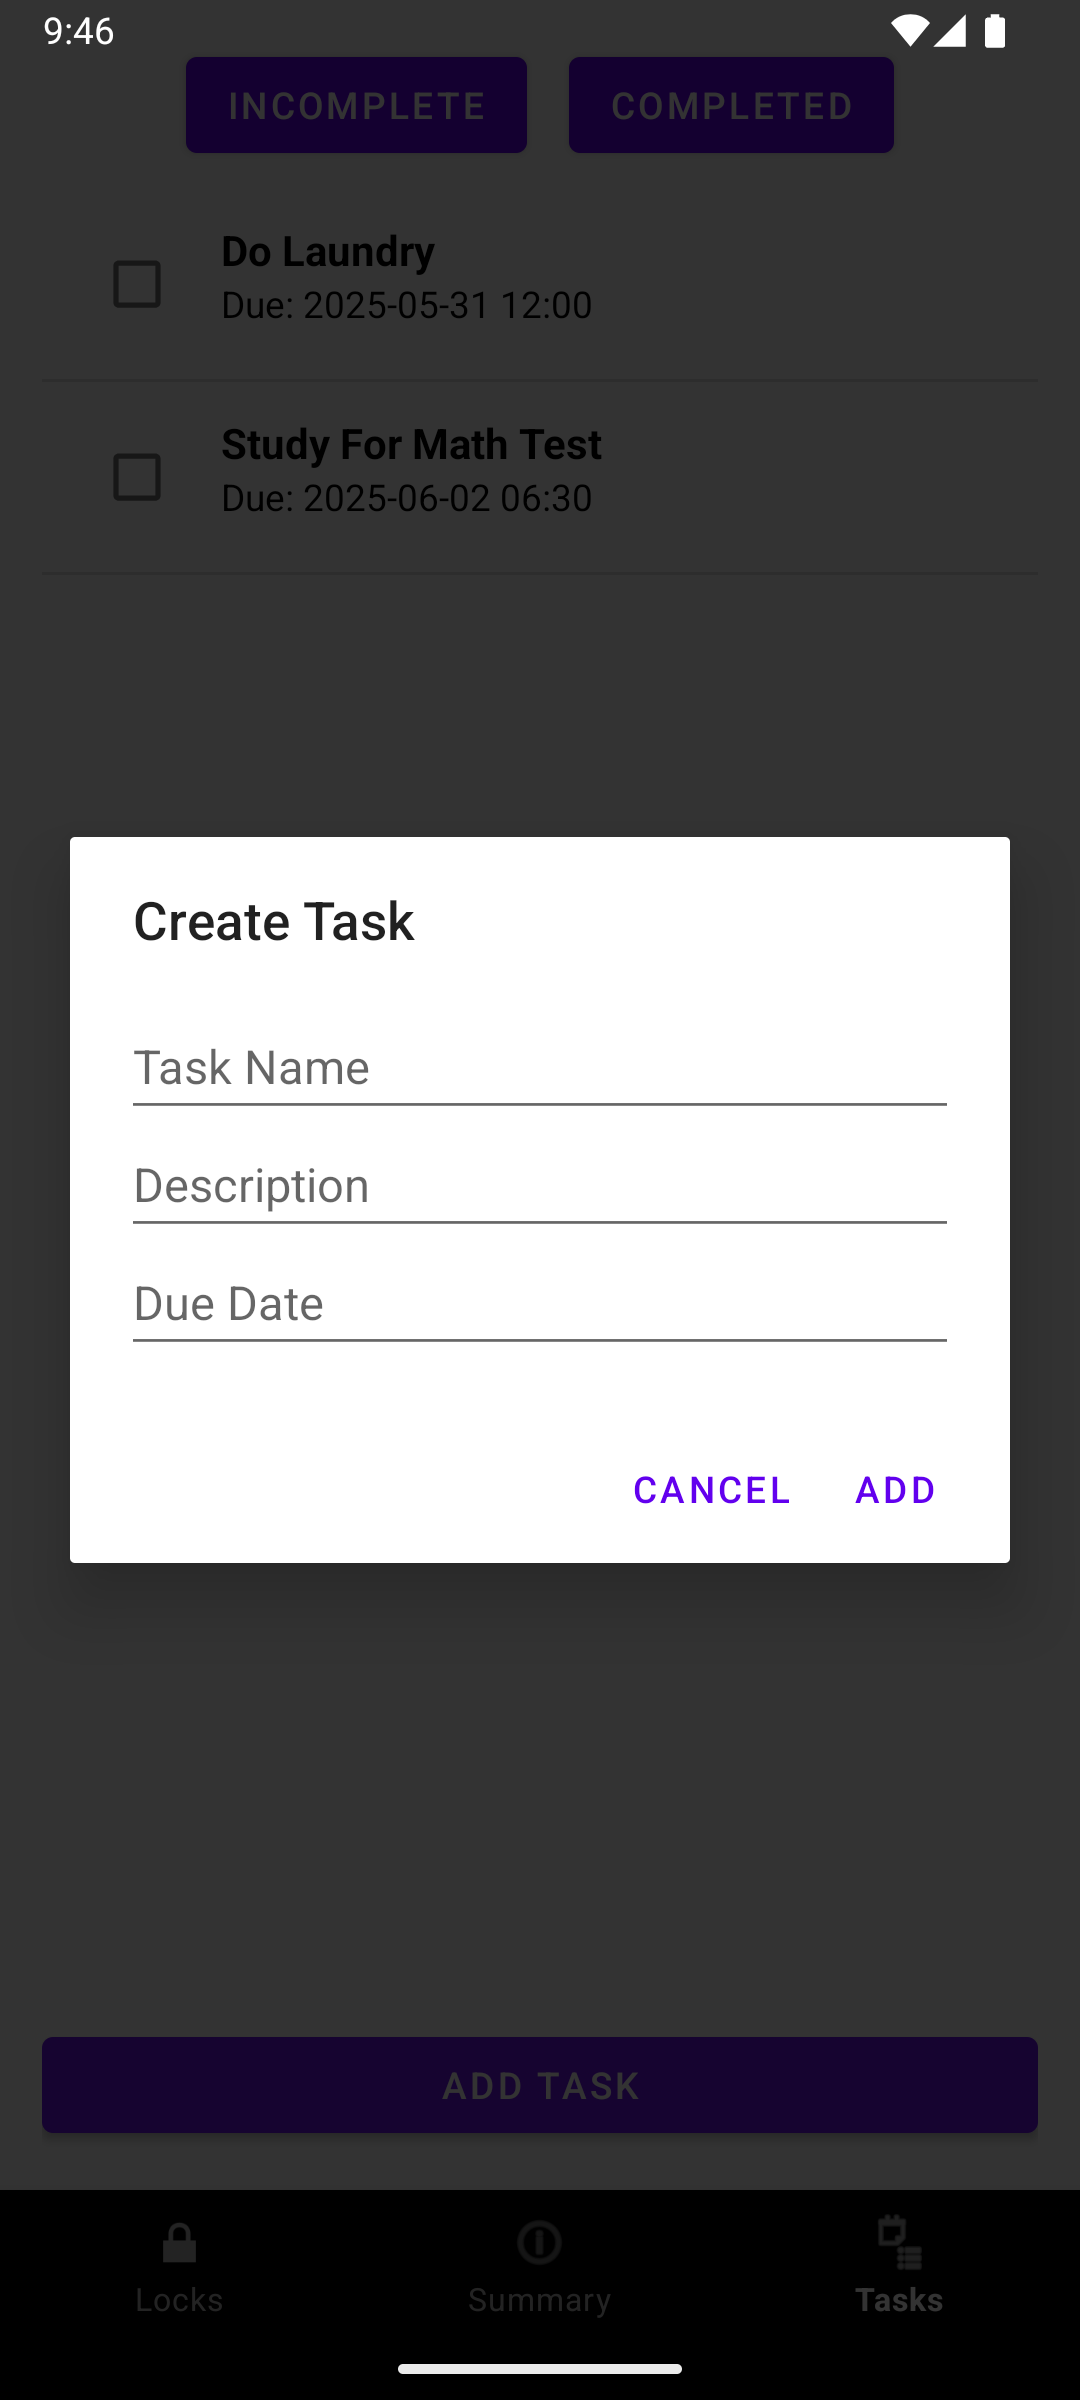 9:46
INCOMPLETE COMPLETED
Do Laundry
Due: 2025-05-31 12:00
Study For Math Test
Due: 2025-06-02 06:30
Create Task
Task Name
Description
Due Date
CANCEL ADD
ADD TASK
Locks Summary Tasks